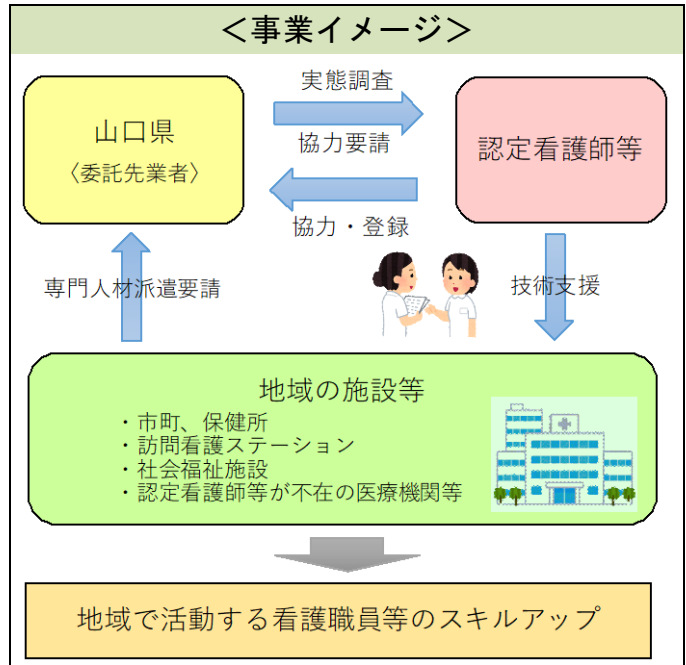 ＜事業イメージ＞
実態調査
山口県
〈委託先業者〉
協力要請
認定看護師等
協力・登録
専門人材派遣要請
技術支援
地域の施設等
・市町、保健所
・訪問看護ステーション
・社会福祉施設
・認定看護師等が不在の医療機関等
地域で活動する看護職員等のスキルアップ